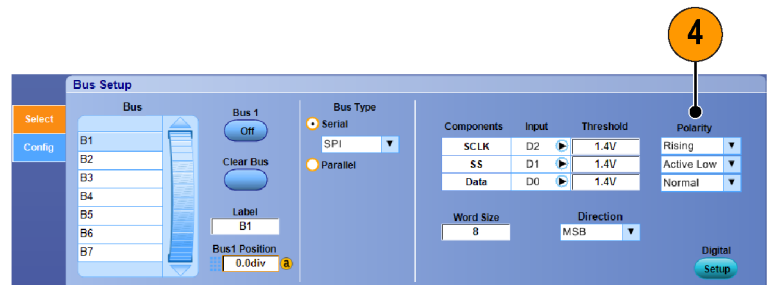 4
Bus Setup
Select
Config
Bus
B1
B2
B3
B4
B5
B6
B7
Bus 1
Off
Clear Bus
Label
B1
Bus1 Position
0.0div a
Bus Type
Serial
SPI
Parallel
Components Input Threshold Polarity
SCLK D2 1.4V Rising
SS D1 1.4V Active Low
Data D0 1.4V Normal
Word Size Direction
8 MSB
Digital
Setup